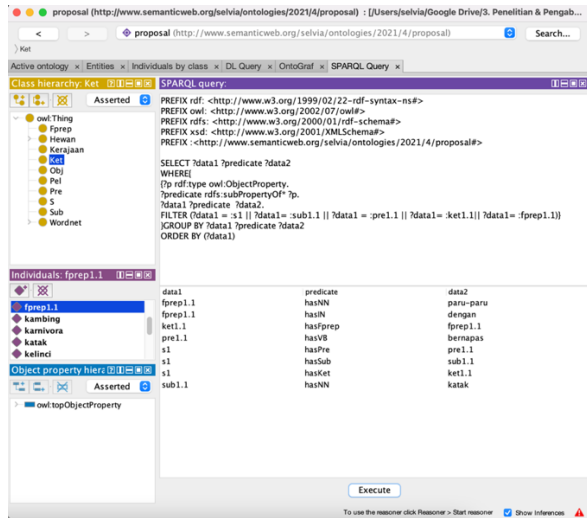 proposal (http://www.semanticweb.org/selvia/ontologies/2021/4/proposal) : [/Users/selvia/Google Drive/3. Penelitian & Pengab...
< > proposal (http://www.semanticweb.org/selvia/ontologies/2021/4/proposal) Search...
〉Ket
Active ontology × Entities × Individuals by class × DL Query × OntoGraf × SPARQL Query ×
Class hierarchy: Ket
Asserted
owl:Thing
Fprep
Hewan
Kerajaan
Ket
Obj
Pel
Pre
S
Sub
Wordnet
Individuals: fprep1.1
fprep1.1
kambing
karnivora
katak
kelinci
Object property hiera
Asserted
owl:topObjectProperty
SPARQL query:
PREFIX rdf: <http://www.w3.org/1999/02/22-rdf-syntax-ns#>
PREFIX owl: <http://www.w3.org/2002/07/owl#>
PREFIX rdfs: <http://www.w3.org/2000/01/rdf-schema#>
PREFIX xsd: <http://www.w3.org/2001/XMLSchema#>
PREFIX :<http://www.semanticweb.org/selvia/ontologies/2021/4/proposal#>
SELECT ?data1 ?predicate ?data2
WHERE{
{?p rdf:type owl:ObjectProperty.
?predicate rdfs:subPropertyOf* ?p.
?data1 ?predicate ?data2.
FILTER (?data1 = :s1 || ?data1= :sub1.1 || ?data1 = :pre1.1 || ?data1= :ket1.1|| ?data1= :fprep1.1)}
}GROUP BY ?data1 ?predicate ?data2
ORDER BY (?data1)
data1 predicate data2
fprep1.1 hasNN paru-paru
fprep1.1 hasIN dengan
ket1.1 hasFprep fprep1.1
pre1.1 hasVB bernapas
s1 hasPre pre1.1
s1 hasSub sub1.1
s1 hasKet ket1.1
sub1.1 hasNN katak
Execute
To use the reasoner click Reasoner > Start reasoner Show Inferences